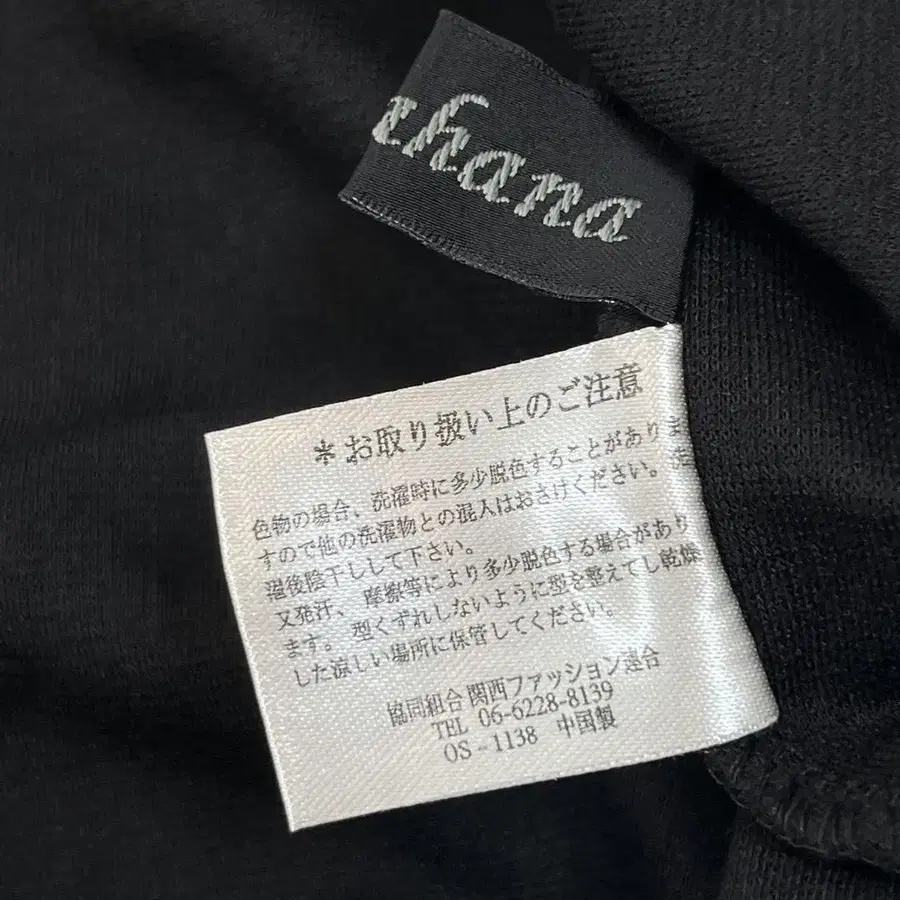 ahana
＊お取り扱い上のご注意
色物の場合、洗濯時に多少脱色することがありま
すので他の洗濯物との混入はおさけください。洗
濯後陰干しして下さい。
又発汗、摩擦等により多少脱色する場合があり
ます。型くずれしないように型を整えてし乾燥
した涼しい場所に保管してください。
協同組合 関西ファッション連合
TEL 06-6228-8139
OS-1138 中国製